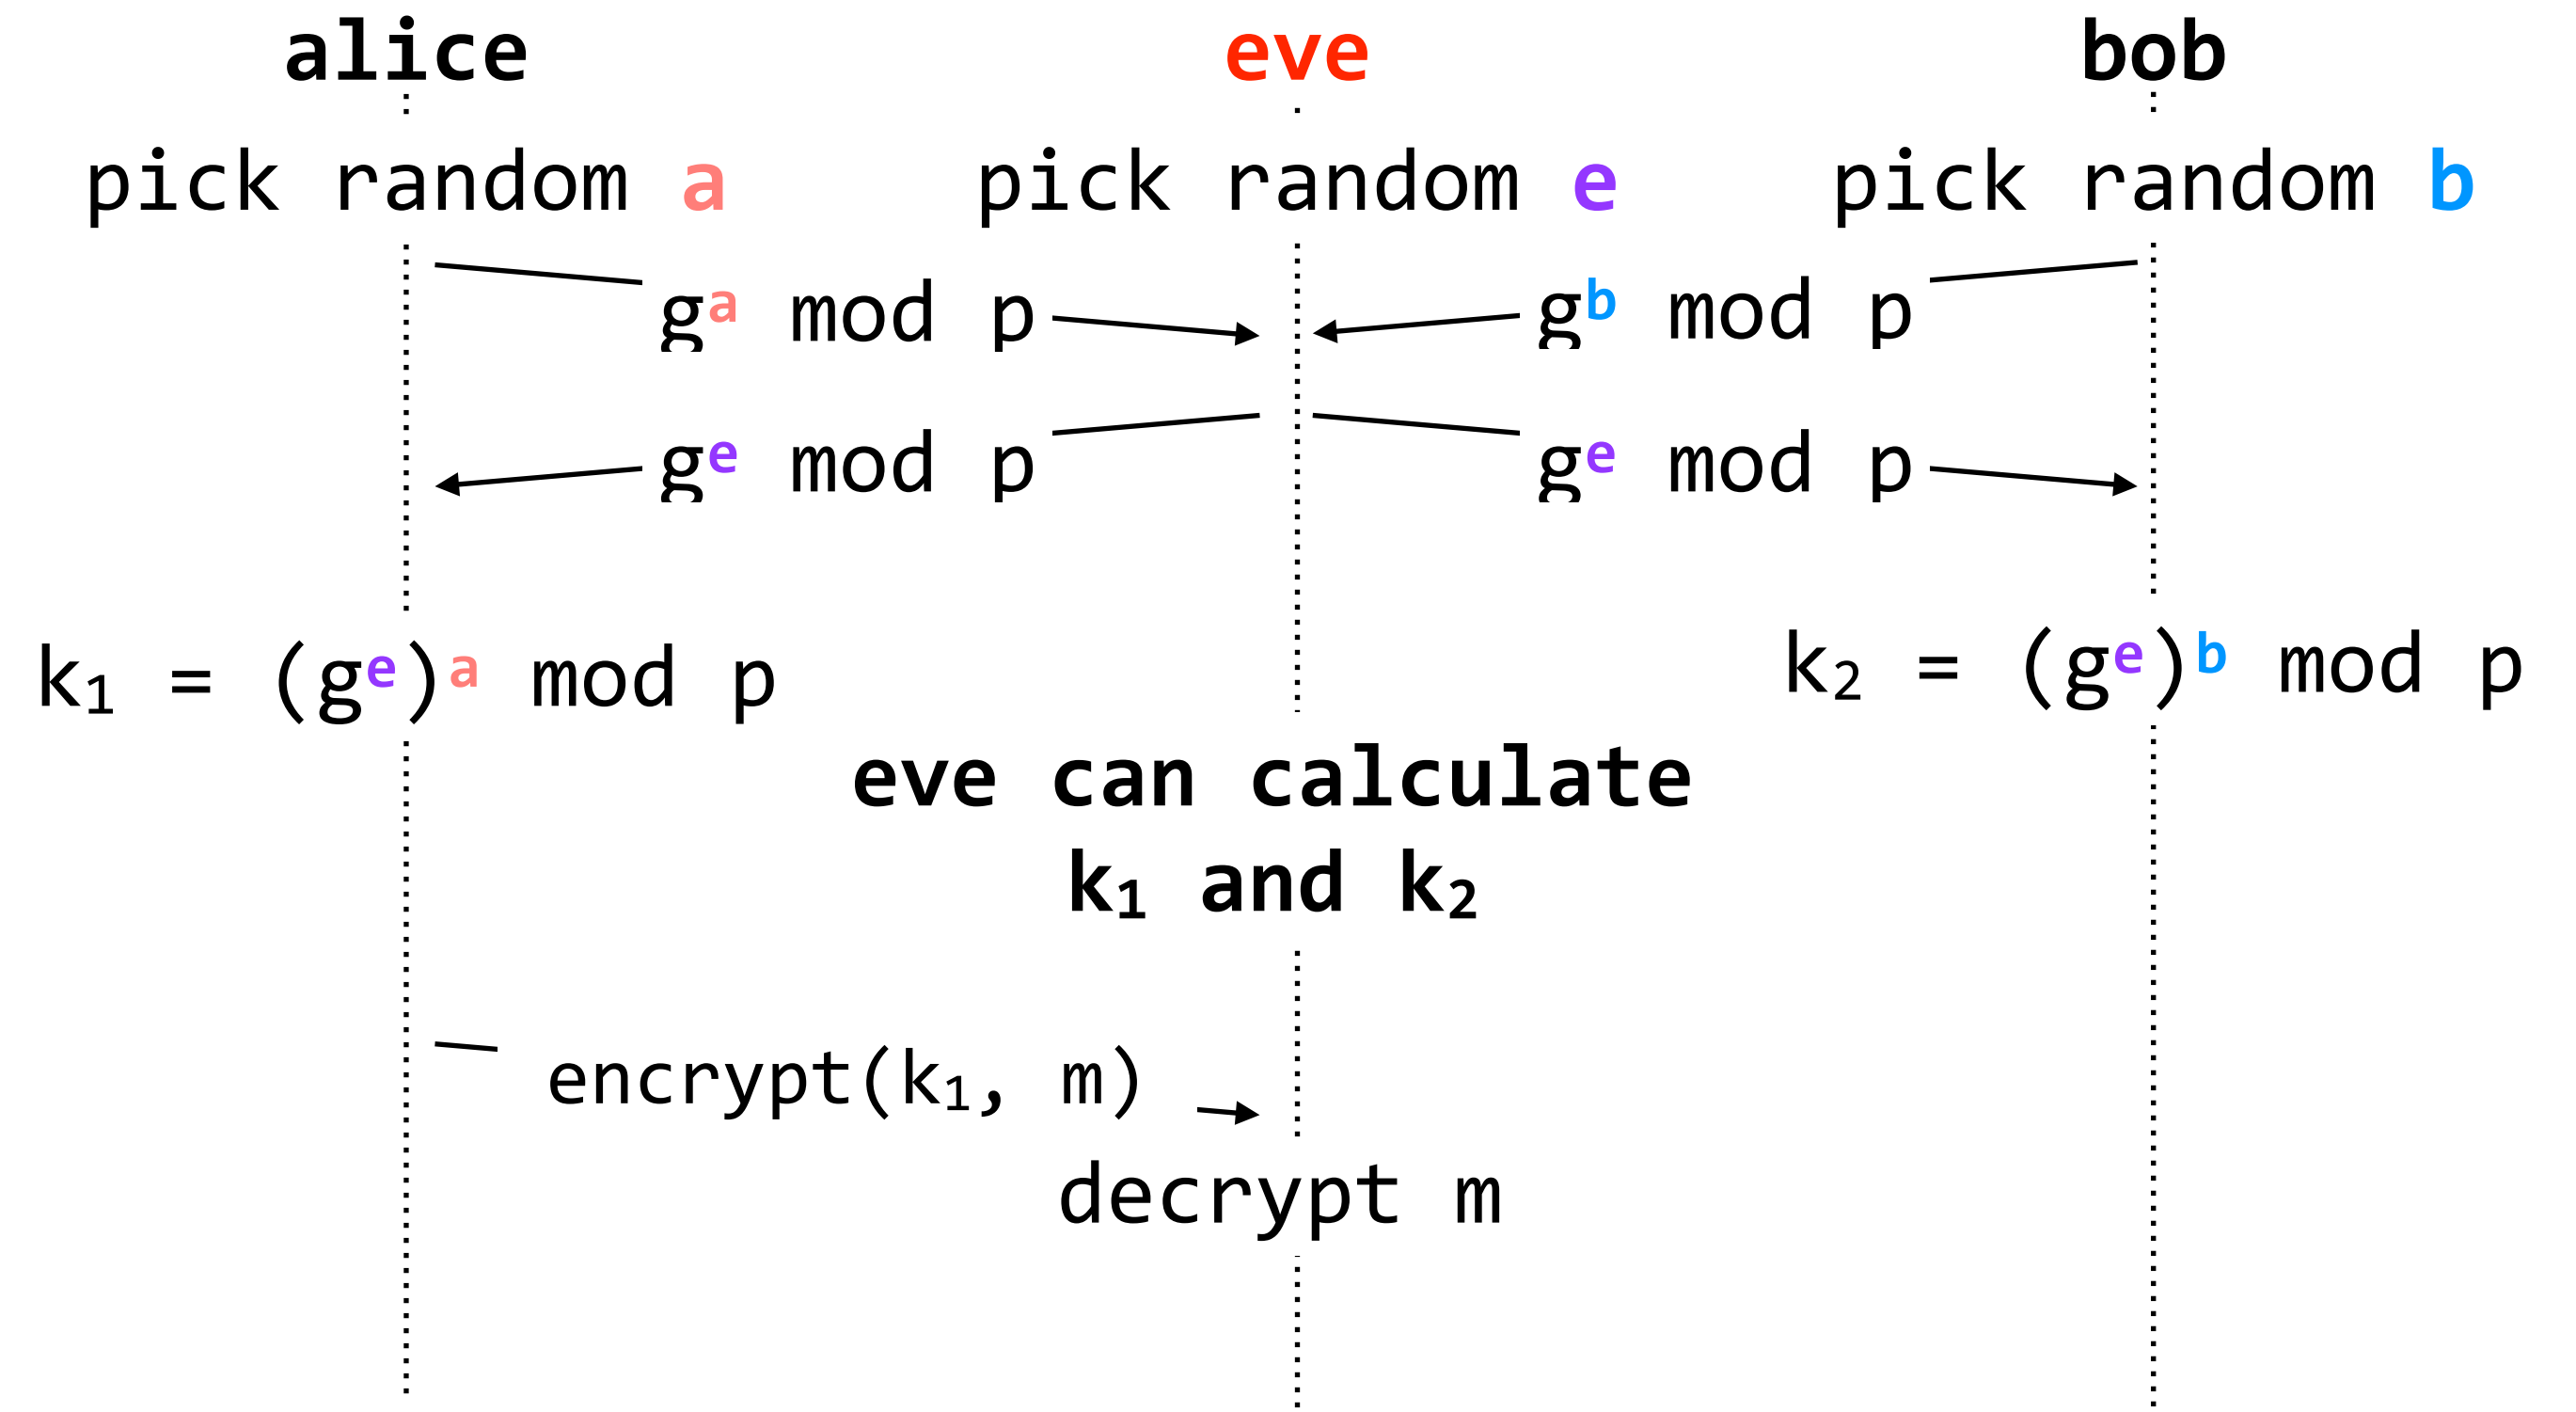 alice eve bob
pick random a pick random e pick random b
gᵃ mod p gᵇ mod p
gᵉ mod p gᵉ mod p
k₁ = (gᵉ)ᵃ mod p k₂ = (gᵉ)ᵇ mod p
eve can calculate
k₁ and k₂
encrypt(k₁, m)
decrypt m